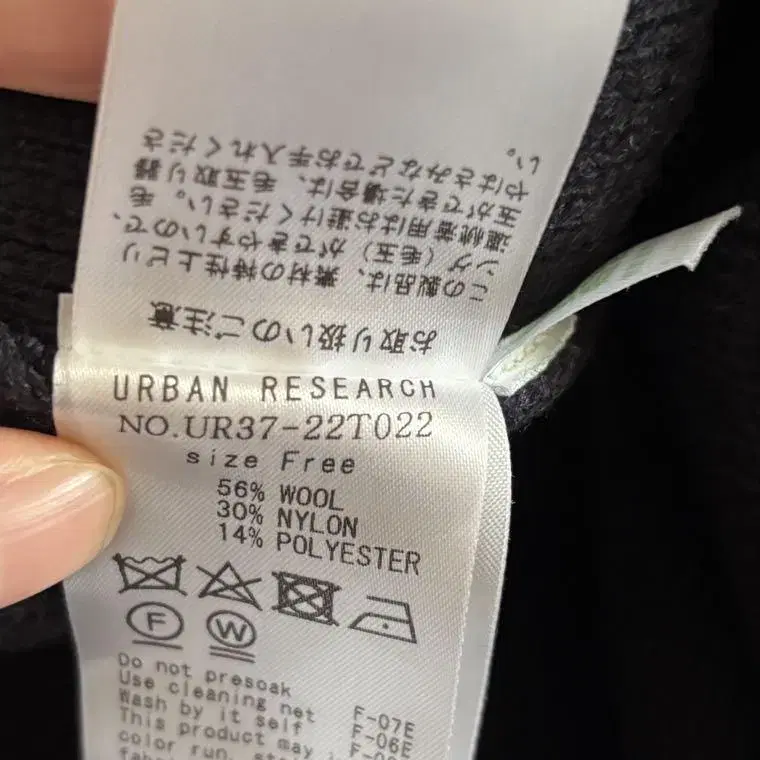 お取り扱いのご注意
この製品は、素材の特性上ピリ
ング（毛玉）ができやすいので、
連続着用はお避けください。毛
玉ができた場合は、毛玉取り器
やはさみなどでお手入れくださ
い。
URBAN RESEARCH
NO.UR37-22T022
size Free
56% WOOL
30% NYLON
14% POLYESTER
F W
Do not presoak
Use cleaning net F-07E
Wash by it self F-06E
This product may
color run,